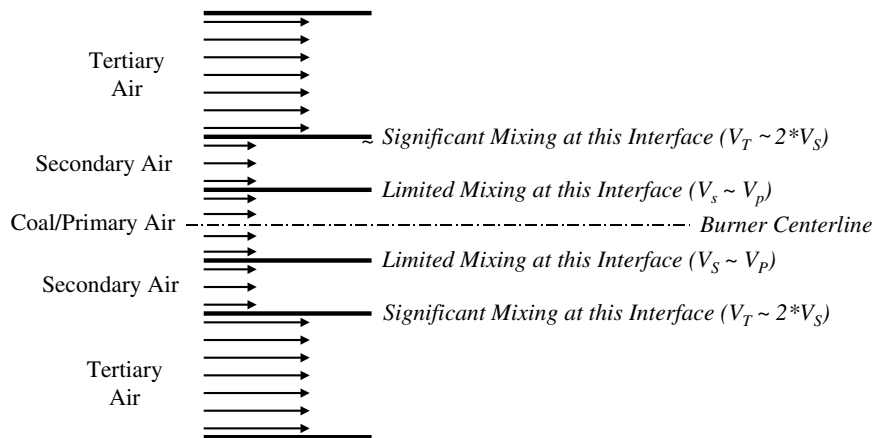 Tertiary
Air
~ Significant Mixing at this Interface (V_T ~ 2*V_S)
Secondary Air
Limited Mixing at this Interface (V_s ~ V_p)
Coal/Primary Air
Burner Centerline
Limited Mixing at this Interface (V_S ~ V_P)
Secondary Air
Significant Mixing at this Interface (V_T ~ 2*V_S)
Tertiary
Air